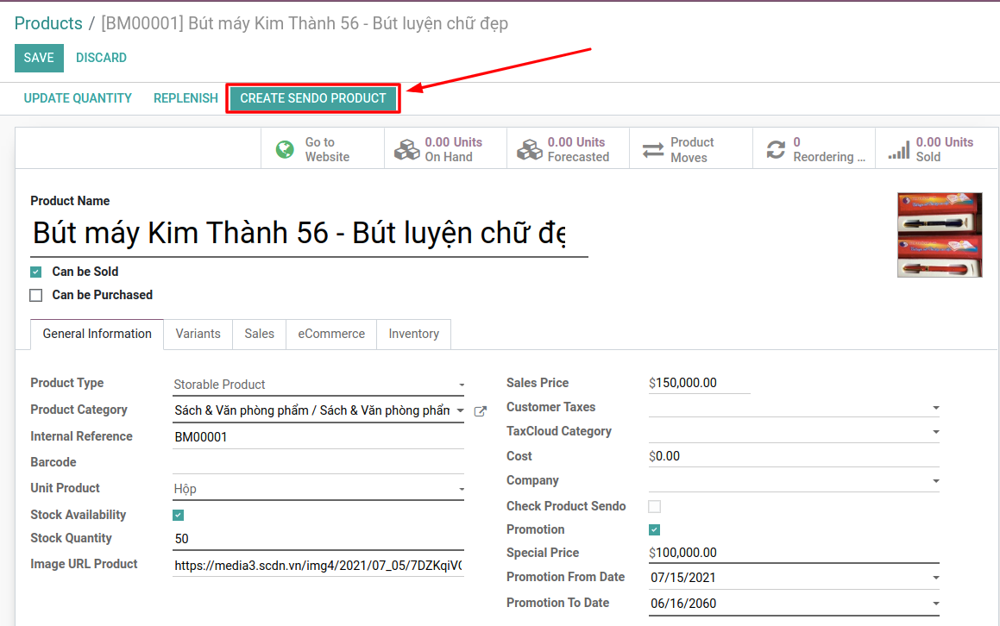 Products / [BM00001] Bút máy Kim Thành 56 - Bút luyện chữ đẹp
SAVE DISCARD
UPDATE QUANTITY REPLENISH CREATE SENDO PRODUCT
Go to Website
0.00 Units On Hand
0.00 Units Forecasted
Product Moves
0 Reordering ...
0.00 Units Sold
Product Name
Bút máy Kim Thành 56 - Bút luyện chữ đẹ
Can be Sold
Can be Purchased
General Information Variants Sales eCommerce Inventory
Product Type Storable Product
Product Category Sách & Văn phòng phẩm / Sách & Văn phòng phẩm
Internal Reference BM00001
Barcode
Unit Product Hộp
Stock Availability
Stock Quantity 50
Image URL Product https://media3.scdn.vn/img4/2021/07_05/7DZKqiV
Sales Price $150,000.00
Customer Taxes
TaxCloud Category
Cost $0.00
Company
Check Product Sendo
Promotion
Special Price $100,000.00
Promotion From Date 07/15/2021
Promotion To Date 06/16/2060